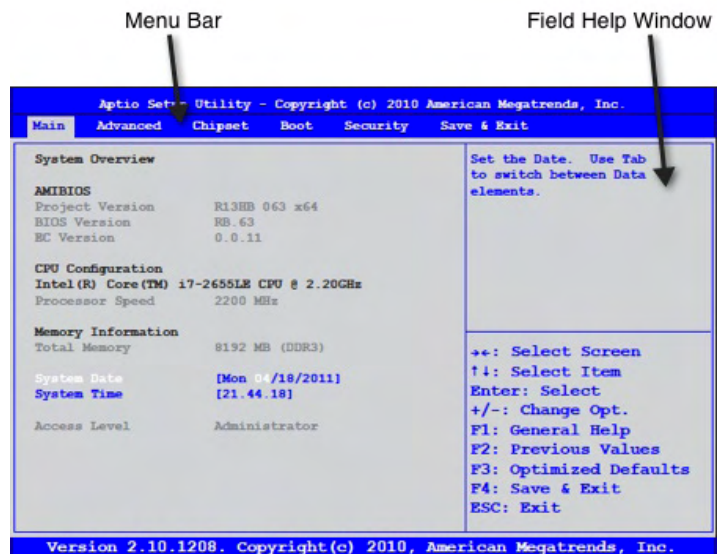 Menu Bar
Field Help Window
Aptio Setup Utility - Copyright (c) 2010 American Megatrends, Inc.
Main Advanced Chipset Boot Security Save & Exit
System Overview
AMIBIOS
Project Version R13HB 063 x64
BIOS Version RB.63
EC Version 0.0.11
CPU Configuration
Intel(R) Core(TM) i7-2655LE CPU @ 2.20GHz
Processor Speed 2200 MHz
Memory Information
Total Memory 8192 MB (DDR3)
System Date [Mon 04/18/2011]
System Time [21.44.18]
Access Level Administrator
Set the Date. Use Tab
to switch between Data
elements.
→←: Select Screen
↑↓: Select Item
Enter: Select
+/-: Change Opt.
F1: General Help
F2: Previous Values
F3: Optimized Defaults
F4: Save & Exit
ESC: Exit
Version 2.10.1208. Copyright(c) 2010, American Megatrends, Inc.